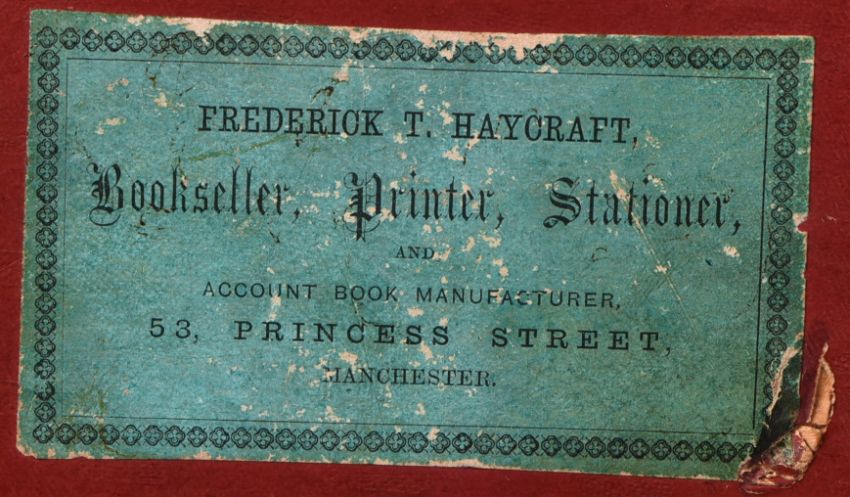 FREDERICK T. HAYCRAFT,
Bookseller, Printer, Stationer,
AND
ACCOUNT BOOK MANUFACTURER,
53, PRINCESS STREET,
MANCHESTER.